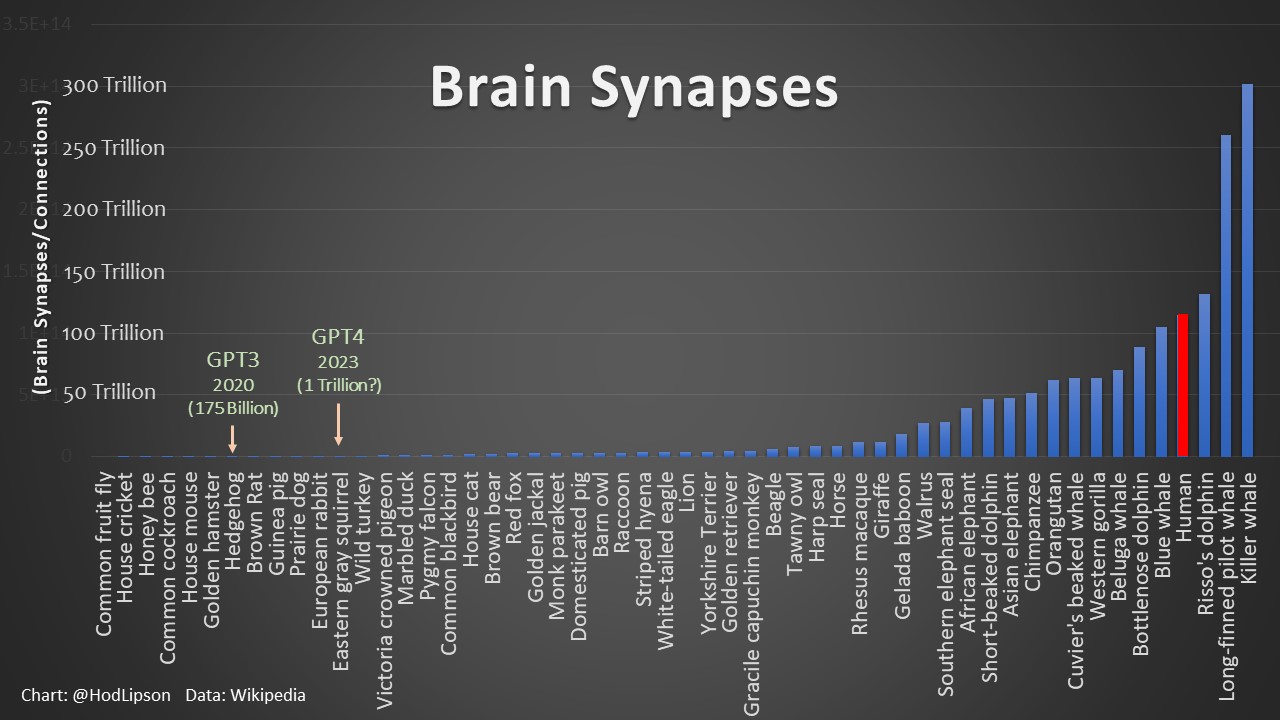 Brain Synapses
(Brain Synapses/Connections)
3.5E+14
300 Trillion
250 Trillion
200 Trillion
150 Trillion
100 Trillion
50 Trillion
0
GPT3
2020
(175 Billion)
GPT4
2023
(1 Trillion?)
Common fruit fly
House cricket
Honey bee
Common cockroach
House mouse
Golden hamster
Hedgehog
Brown Rat
Guinea pig
Prairie dog
European rabbit
Eastern gray squirrel
Wild turkey
Victoria crowned pigeon
Marbled duck
Pygmy falcon
Common blackbird
House cat
Brown bear
Red fox
Golden jackal
Monk parakeet
Domesticated pig
Barn owl
Raccoon
Striped hyena
White-tailed eagle
Lion
Yorkshire Terrier
Golden retriever
Gracile capuchin monkey
Beagle
Tawny owl
Harp seal
Horse
Rhesus macaque
Giraffe
Gelada baboon
Walrus
Southern elephant seal
African elephant
Short-beaked dolphin
Asian elephant
Chimpanzee
Orangutan
Cuvier's beaked whale
Western gorilla
Beluga whale
Bottlenose dolphin
Blue whale
Human
Risso's dolphin
Long-finned pilot whale
Killer whale
Chart: @HodLipson Data: Wikipedia